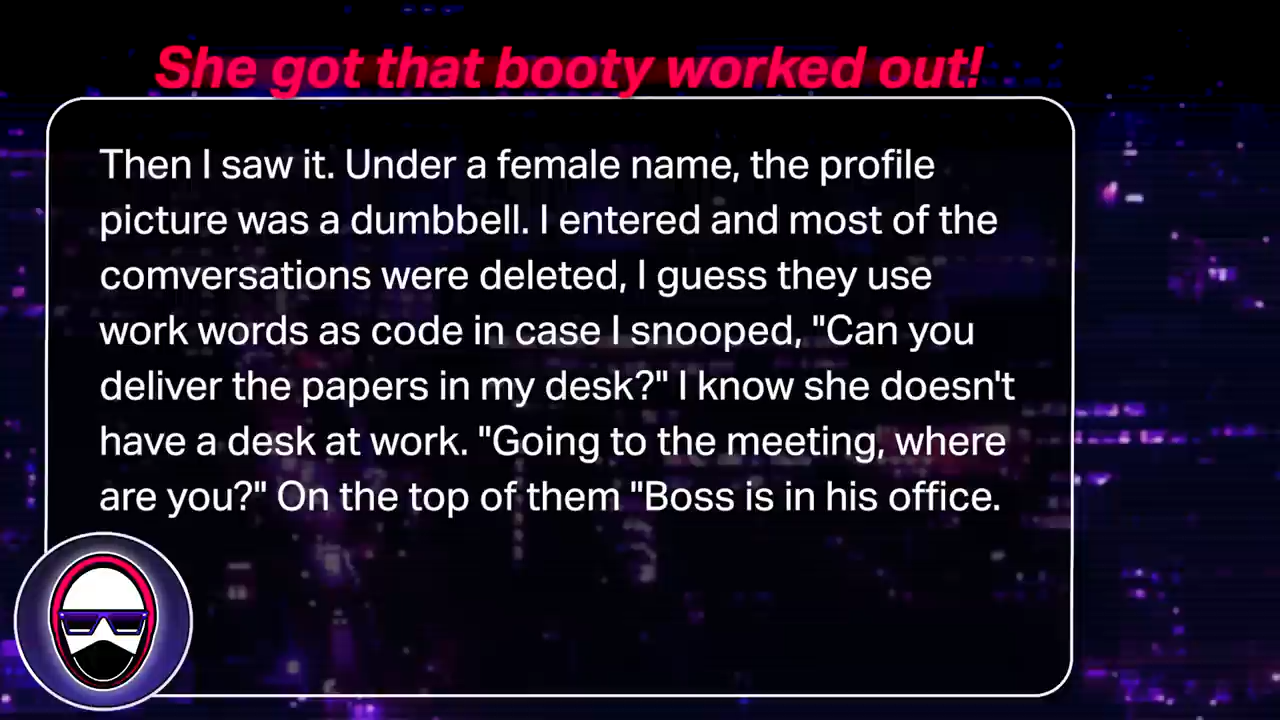 She got that booty worked out!
Then I saw it. Under a female name, the profile
picture was a dumbbell. I entered and most of the
comversations were deleted, I guess they use
work words as code in case I snooped, "Can you
deliver the papers in my desk?" I know she doesn't
have a desk at work. "Going to the meeting, where
are you?" On the top of them "Boss is in his office.